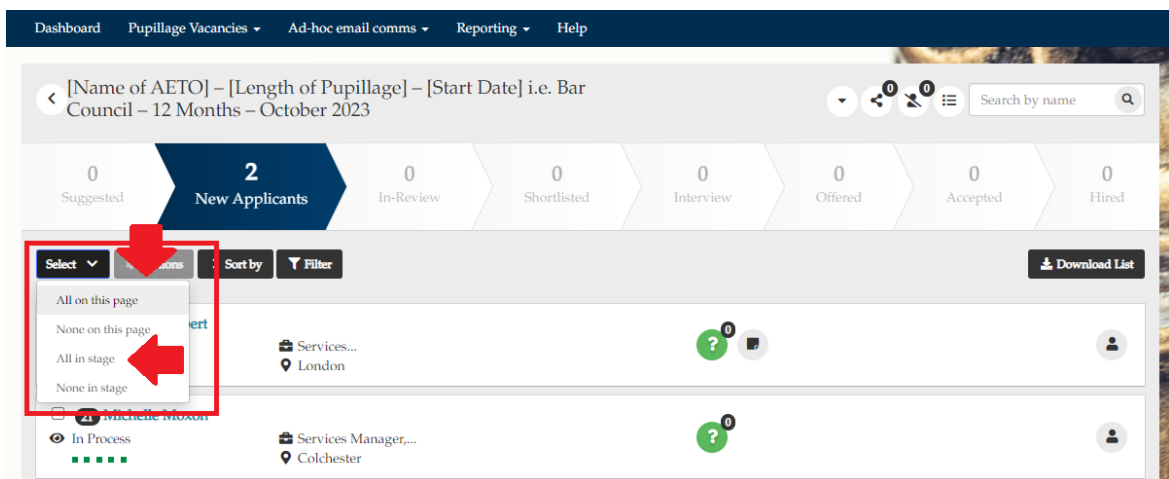 Dashboard Pupillage Vacancies Ad-hoc email comms Reporting Help
[Name of AETO] – [Length of Pupillage] – [Start Date] i.e. Bar
Council – 12 Months – October 2023
0 0 Search by name
0 2 0 0 0 0 0 0
Suggested New Applicants In-Review Shortlisted Interview Offered Accepted Hired
Select Sort by Filter Download List
All on this page
None on this page
0
Services...
All in stage
London
None in stage
21 Michelle Moxon
0
In Process Services Manager,...
Colchester